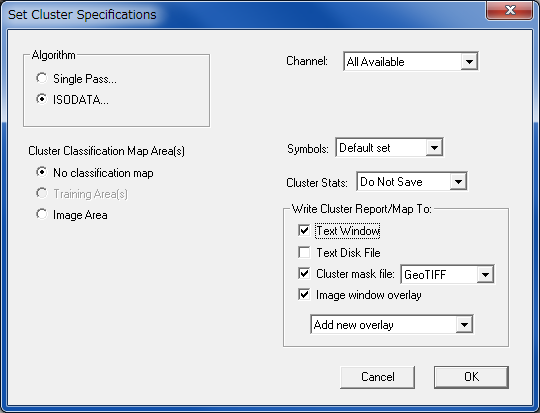 Set Cluster Specifications
Algorithm
Single Pass...
ISODATA...
Channel: All Available
Cluster Classification Map Area(s)
No classification map
Training Area(s)
Image Area
Symbols: Default set
Cluster Stats: Do Not Save
Write Cluster Report/Map To:
Text Window
Text Disk File
Cluster mask file: GeoTIFF
Image window overlay
Add new overlay
Cancel OK